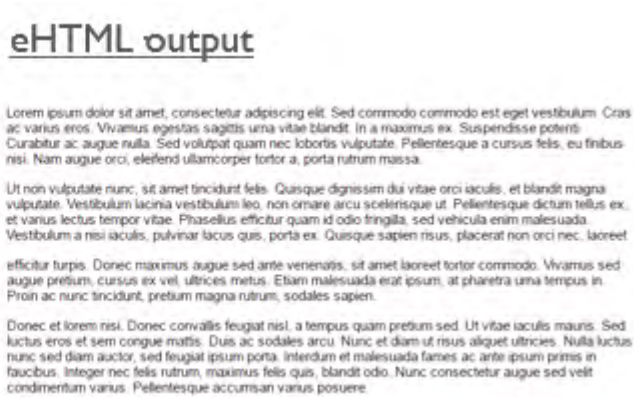 eHTML output
Lorem ipsum dolor sit amet, consectetur adipiscing elit. Sed commodo commodo est eget vestibulum. Cras
ac varius eros. Vivamus egestas sagittis urna vitae blandit. In a maximus ex. Suspendisse potenti.
Curabitur ac augue nulla. Sed volutpat quam nec lobortis vulputate. Pellentesque a cursus felis, eu finibus
nisi. Nam augue orci, eleifend ullamcorper tortor a, porta rutrum massa.
Ut non vulputate nunc, sit amet tincidunt felis. Quisque dignissim dui vitae orci iaculis, et blandit magna
vulputate. Vestibulum lacinia vestibulum leo, non ornare arcu scelerisque ut. Pellentesque dictum tellus ex,
et varius lectus tempor vitae. Phasellus efficitur quam id odio fringilla, sed vehicula enim malesuada.
Vestibulum a nisi iaculis, pulvinar lacus quis, porta ex. Quisque sapien risus, placerat non orci nec, laoreet
efficitur turpis. Donec maximus augue sed ante venenatis, sit amet laoreet tortor commodo. Vivamus sed
augue pretium, cursus ex vel, ultrices metus. Etiam malesuada erat ipsum, at pharetra urna tempus in.
Proin ac nunc tincidunt, pretium magna rutrum, sodales sapien.
Donec et lorem nisi. Donec convallis feugiat nisl, a tempus quam pretium sed. Ut vitae iaculis mauris. Sed
luctus eros et sem congue mattis. Duis ac sodales arcu. Nunc et diam ut risus aliquet ultricies. Nulla luctus
nunc sed diam auctor, sed feugiat ipsum porta. Interdum et malesuada fames ac ante ipsum primis in
faucibus. Integer nec felis rutrum, maximus felis quis, blandit odio. Nunc consectetur augue sed velit
condimentum varius. Pellentesque accumsan varius posuere.